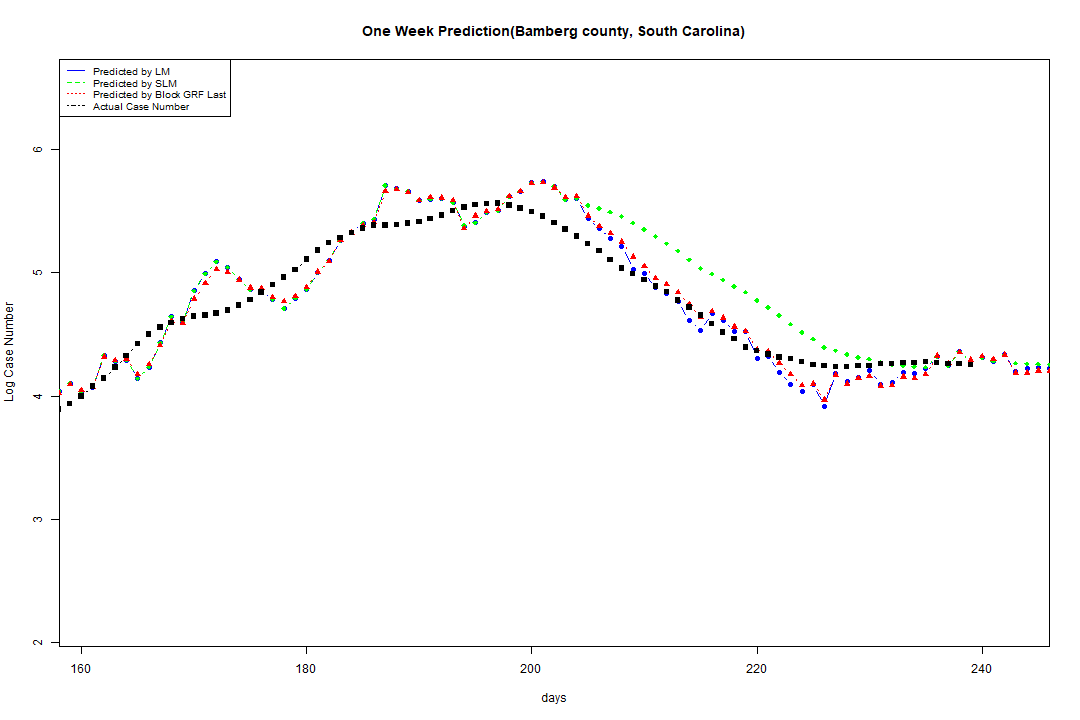 One Week Prediction(Bamberg county, South Carolina)
Predicted by LM
Predicted by SLM
Predicted by Block GRF Last
Actual Case Number
6
5
4
3
2
Log Case Number
160 180 200 220 240
days